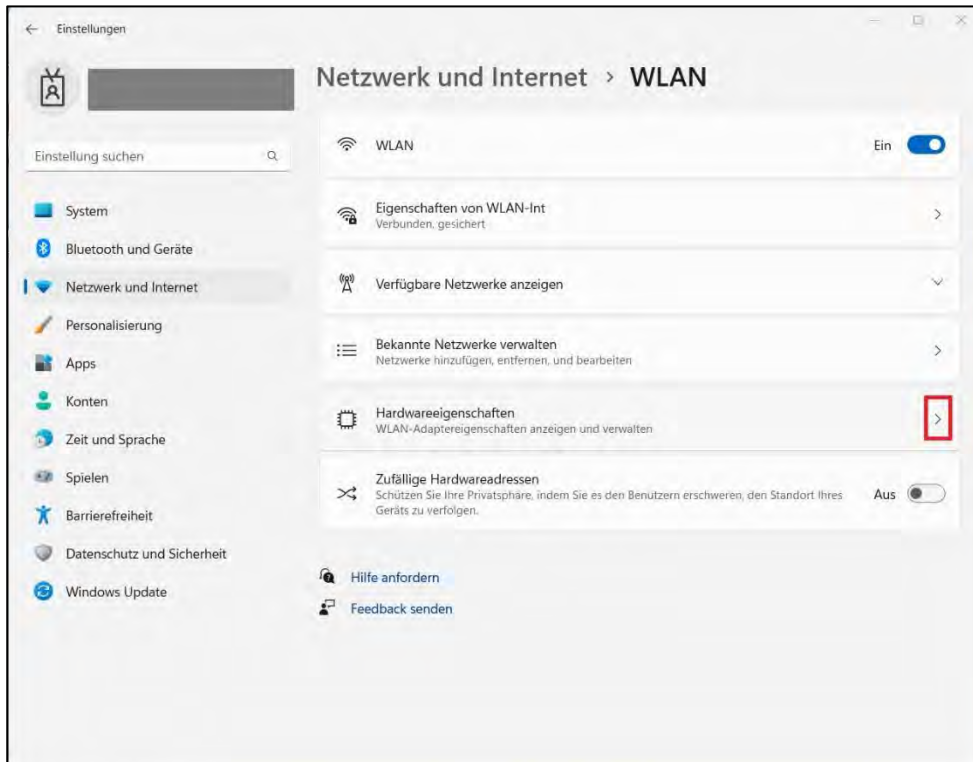 Einstellungen
Einstellung suchen
System
Bluetooth und Geräte
Netzwerk und Internet
Personalisierung
Apps
Konten
Zeit und Sprache
Spielen
Barrierefreiheit
Datenschutz und Sicherheit
Windows Update
Netzwerk und Internet > WLAN
WLAN
Ein
Eigenschaften von WLAN-Int
Verbunden, gesichert
Verfügbare Netzwerke anzeigen
Bekannte Netzwerke verwalten
Netzwerke hinzufügen, entfernen, und bearbeiten
Hardwareeigenschaften
WLAN-Adaptereigenschaften anzeigen und verwalten
Zufällige Hardwareadressen
Schützen Sie Ihre Privatsphäre, indem Sie es den Benutzern erschweren, den Standort Ihres
Geräts zu verfolgen.
Aus
Hilfe anfordern
Feedback senden